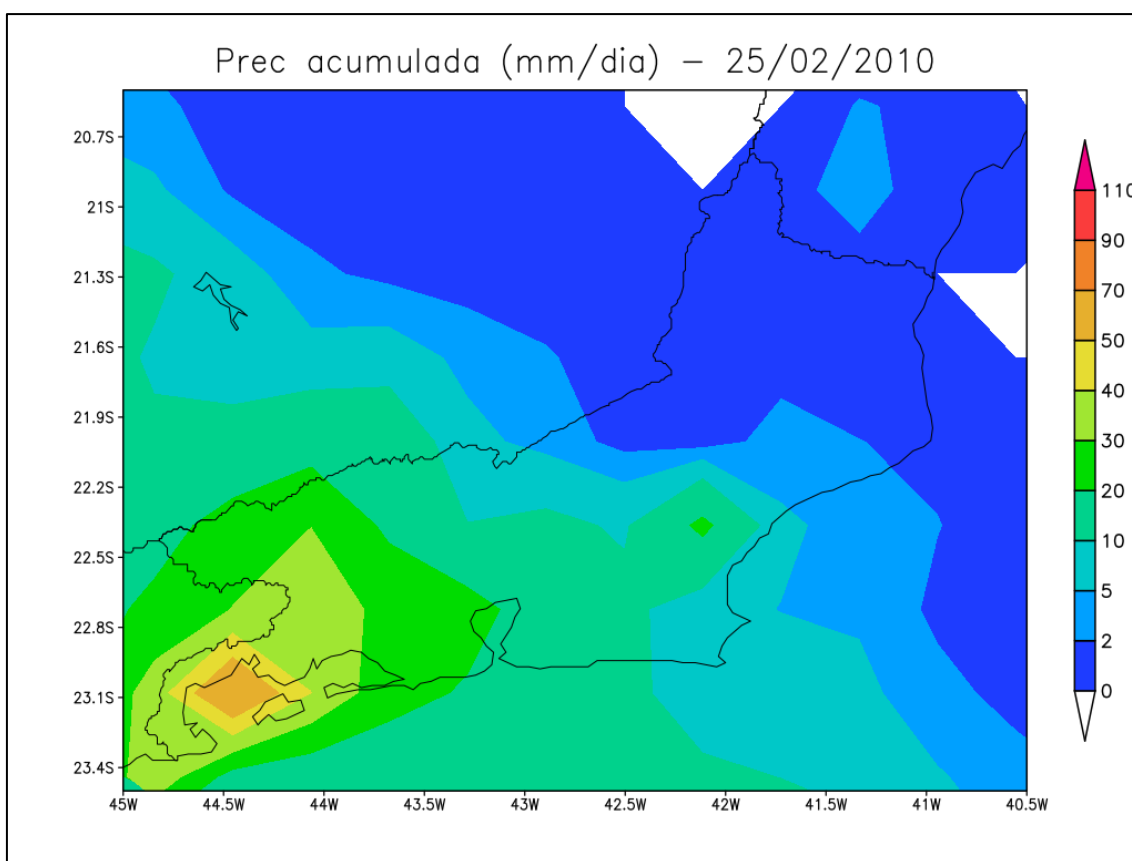 Prec acumulada (mm/dia) – 25/02/2010
20.7S
21S
21.3S
21.6S
21.9S
22.2S
22.5S
22.8S
23.1S
23.4S
45W 44.5W 44W 43.5W 43W 42.5W 42W 41.5W 41W 40.5W
110
90
70
50
40
30
20
10
5
2
0